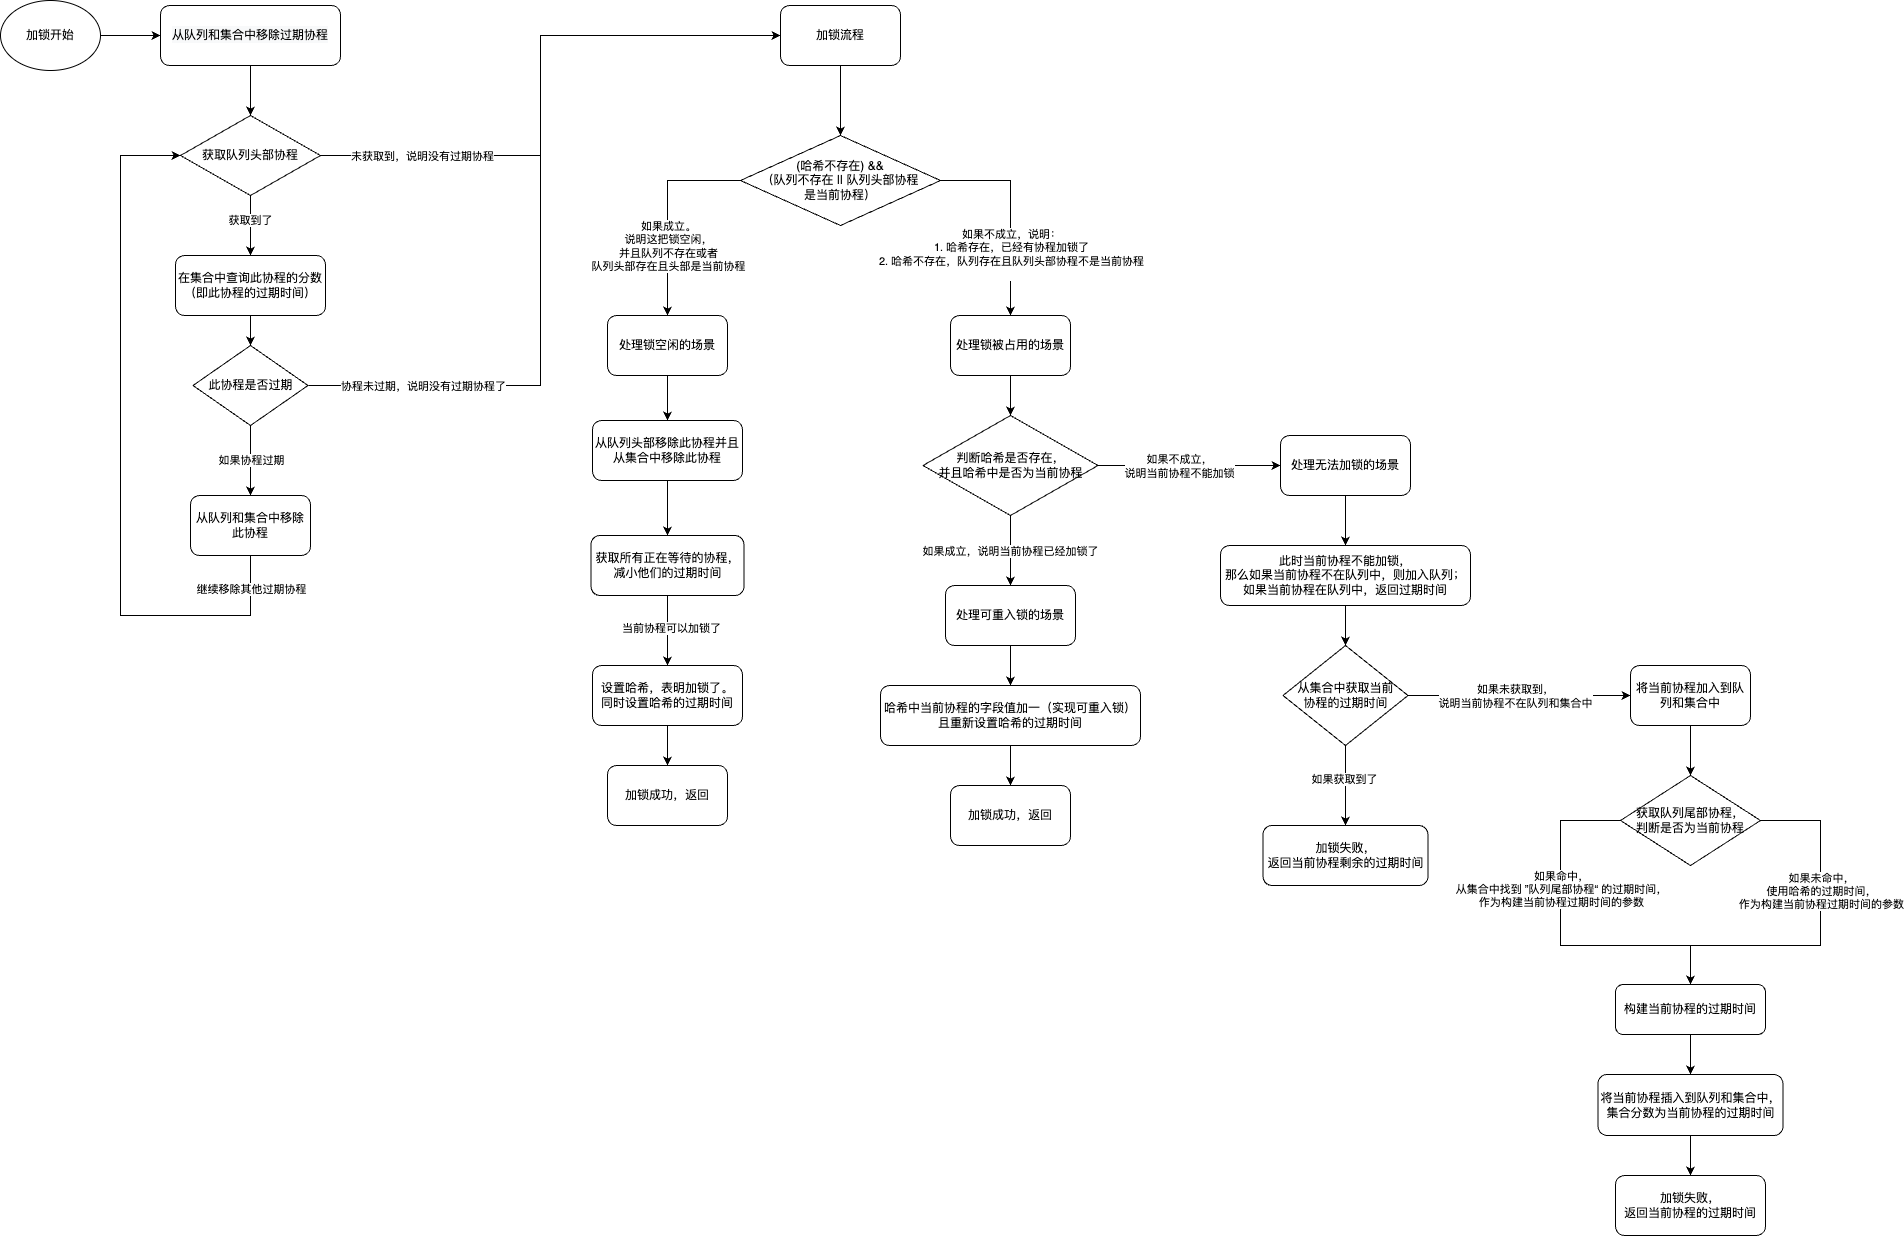 加锁开始
从队列和集合中移除过期协程
获取队列头部协程
未获取到，说明没有过期协程
获取到了
在集合中查询此协程的分数
（即此协程的过期时间）
此协程是否过期
协程未过期，说明没有过期协程了
如果协程过期
从队列和集合中移除
此协程
继续移除其他过期协程
加锁流程
(哈希不存在) &&
（队列不存在 || 队列头部协程
是当前协程）
如果成立。
说明这把锁空闲，
并且队列不存在或者
队列头部存在且头部是当前协程
处理锁空闲的场景
从队列头部移除此协程并且
从集合中移除此协程
获取所有正在等待的协程，
减小他们的过期时间
当前协程可以加锁了
设置哈希，表明加锁了。
同时设置哈希的过期时间
加锁成功，返回
如果不成立，说明：
1. 哈希存在，已经有协程加锁了
2. 哈希不存在，队列存在且队列头部协程不是当前协程
处理锁被占用的场景
判断哈希是否存在，
并且哈希中是否为当前协程
如果成立，说明当前协程已经加锁了
处理可重入锁的场景
哈希中当前协程的字段值加一（实现可重入锁）
且重新设置哈希的过期时间
加锁成功，返回
如果不成立，
说明当前协程不能加锁
处理无法加锁的场景
此时当前协程不能加锁，
那么如果当前协程不在队列中，则加入队列；
如果当前协程在队列中，返回过期时间
从集合中获取当前
协程的过期时间
如果获取到了
加锁失败，
返回当前协程剩余的过期时间
如果未获取到，
说明当前协程不在队列和集合中
将当前协程加入到队
列和集合中
获取队列尾部协程，
判断是否为当前协程
如果命中，
从集合中找到 "队列尾部协程“ 的过期时间，
作为构建当前协程过期时间的参数
如果未命中，
使用哈希的过期时间，
作为构建当前协程过期时间的参数
构建当前协程的过期时间
将当前协程插入到队列和集合中，
集合分数为当前协程的过期时间
加锁失败，
返回当前协程的过期时间